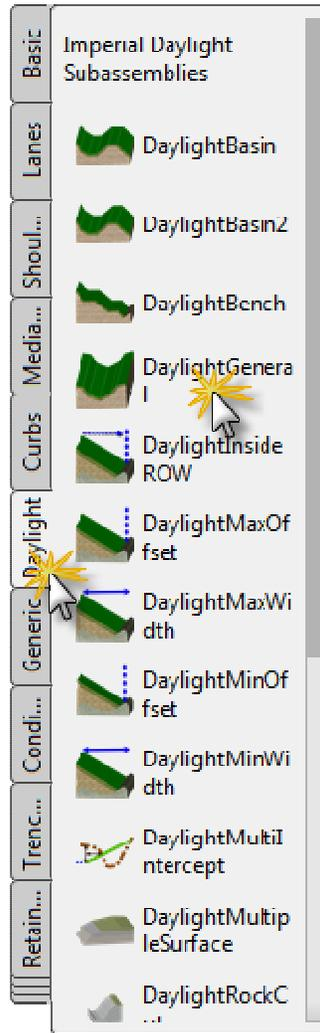 Basic
Lanes
Shoul...
Media...
Curbs
Daylight
Generic
Condi...
Trenc...
Retain...
Imperial Daylight
Subassemblies
DaylightBasin
DaylightBasin2
DaylightBench
DaylightGenera
l
DaylightInside
ROW
DaylightMaxOf
fset
DaylightMaxWi
dth
DaylightMinOf
fset
DaylightMinWi
dth
DaylightMultiI
ntercept
DaylightMultip
leSurface
DaylightRockC